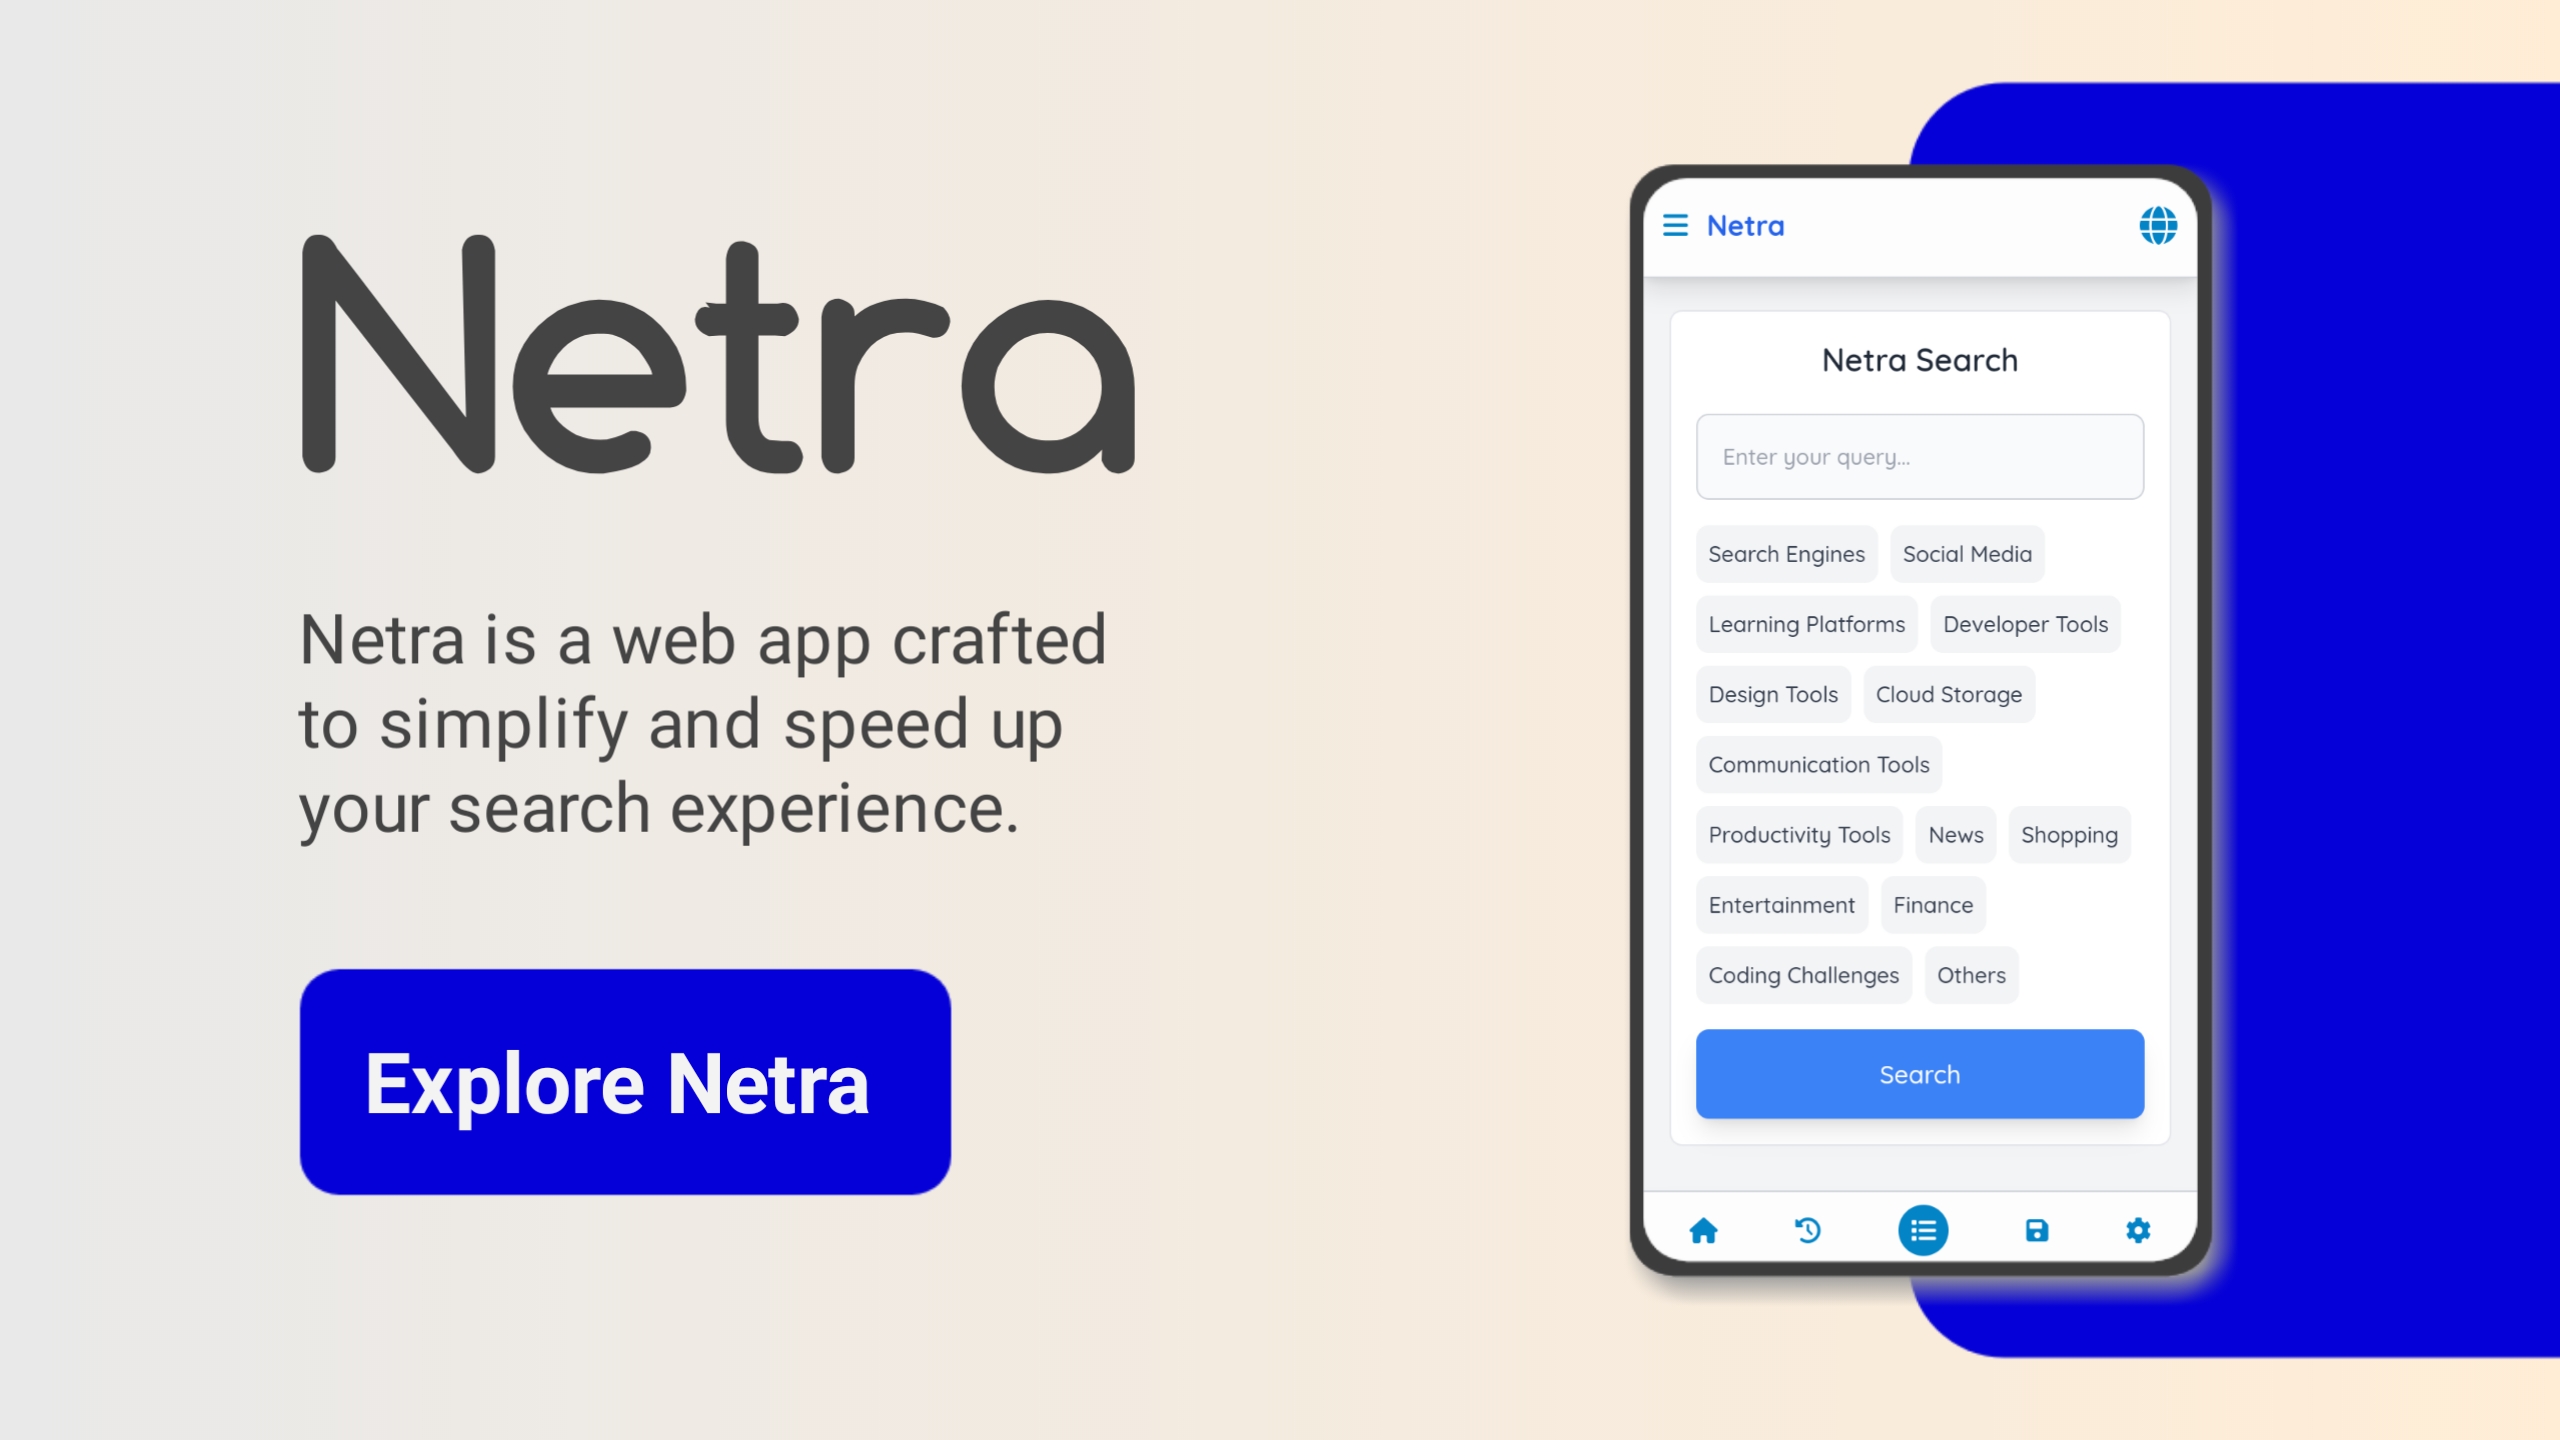 Netra
Netra is a web app crafted
to simplify and speed up
your search experience.
Explore Netra
Netra
Netra Search
Enter your query...
Search Engines Social Media
Learning Platforms Developer Tools
Design Tools Cloud Storage
Communication Tools
Productivity Tools News Shopping
Entertainment Finance
Coding Challenges Others
Search